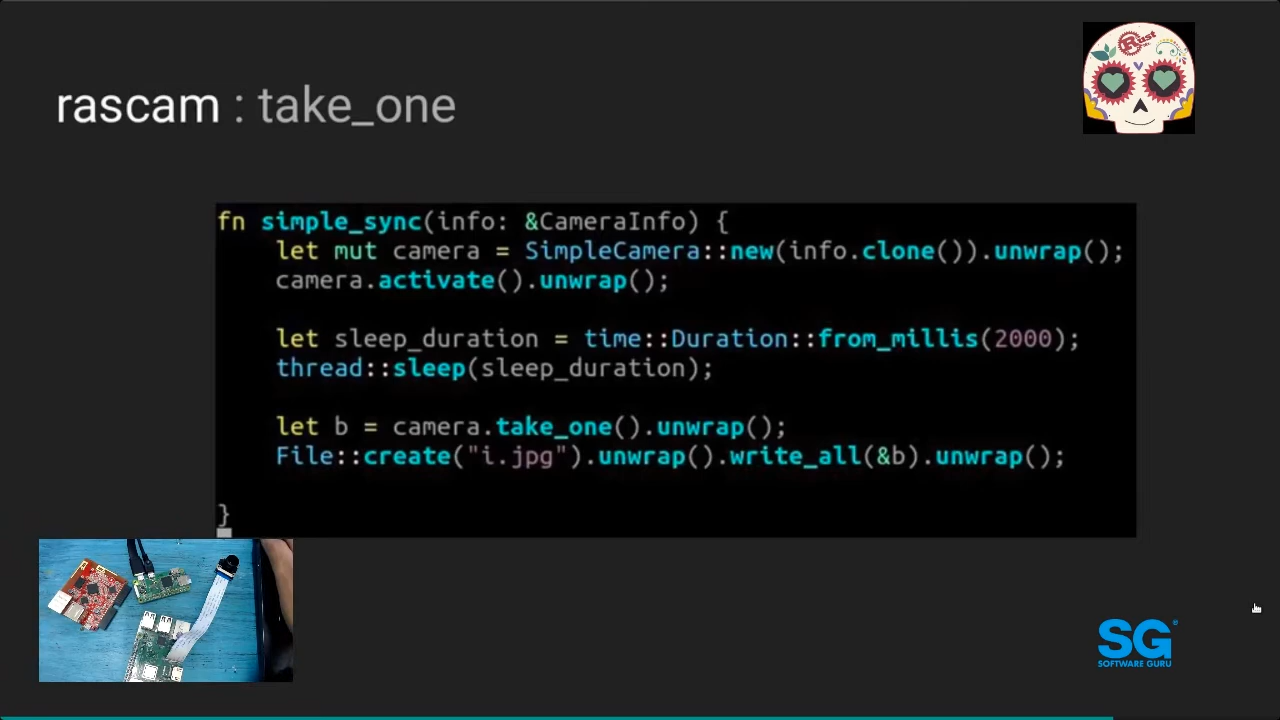 Rust
rascam : take_one
fn simple_sync(info: &CameraInfo) {
    let mut camera = SimpleCamera::new(info.clone()).unwrap();
    camera.activate().unwrap();
    let sleep_duration = time::Duration::from_millis(2000);
    thread::sleep(sleep_duration);
    let b = camera.take_one().unwrap();
    File::create("i.jpg").unwrap().write_all(&b).unwrap();
}
SG
SOFTWARE GURU